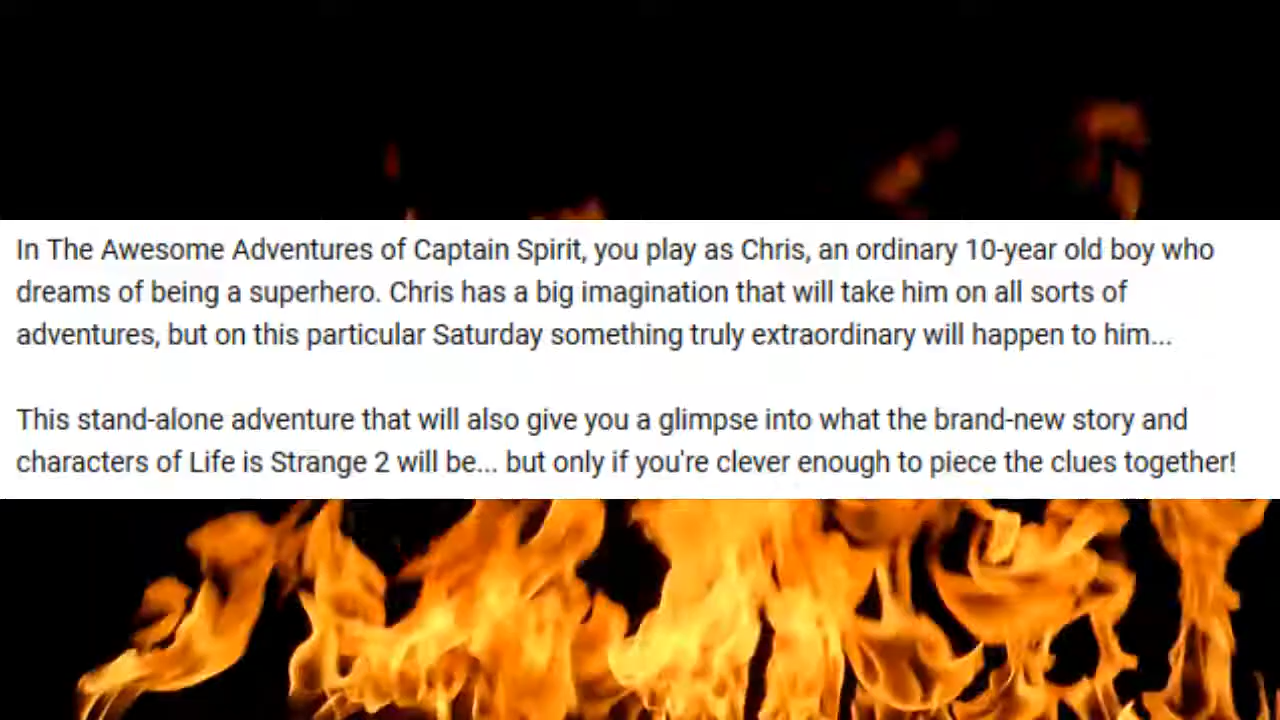 In The Awesome Adventures of Captain Spirit, you play as Chris, an ordinary 10-year old boy who
dreams of being a superhero. Chris has a big imagination that will take him on all sorts of
adventures, but on this particular Saturday something truly extraordinary will happen to him...
This stand-alone adventure that will also give you a glimpse into what the brand-new story and
characters of Life is Strange 2 will be... but only if you're clever enough to piece the clues together!